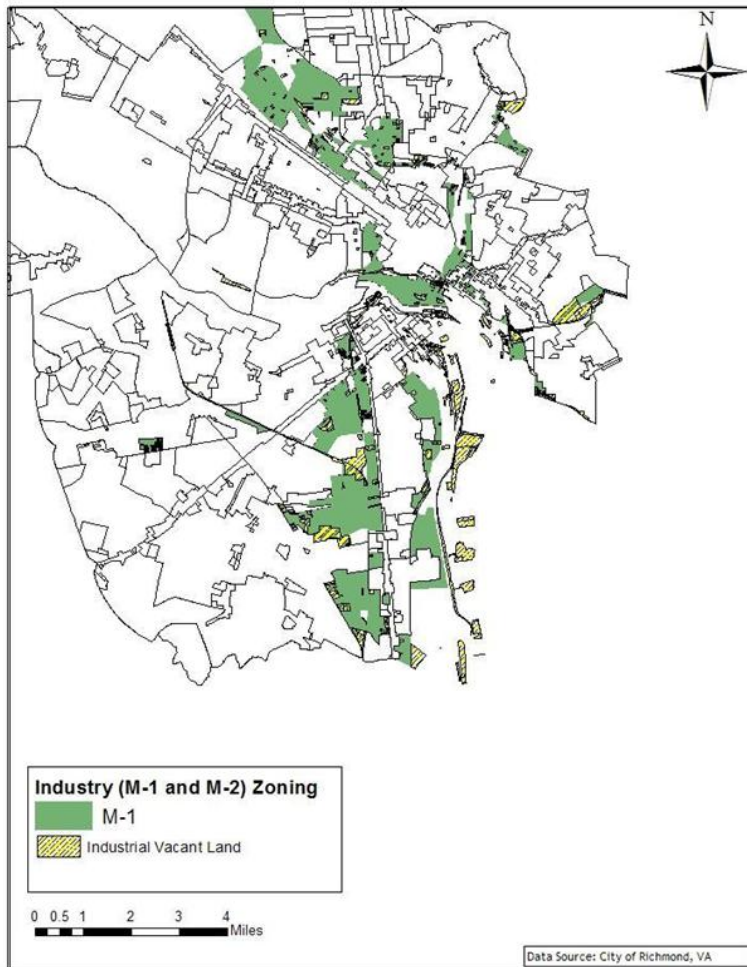 N
Industry (M-1 and M-2) Zoning
M-1
Industrial Vacant Land
0 0.5 1 2 3 4
Miles
Data Source: City of Richmond, VA